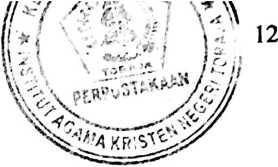 12
TORAJA
PERPUSTAKAAN
INSTITUT AGAMA KRISTEN NEGERI TORAJA